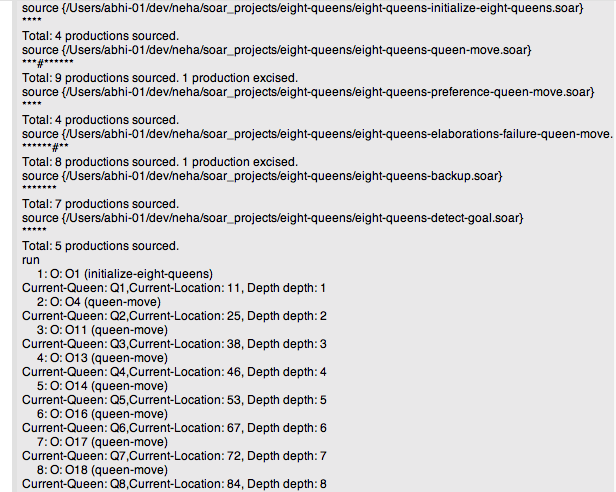 source {/Users/abhi-01/dev/neha/soar_projects/eight-queens/eight-queens-initialize-eight-queens.soar}
****
Total: 4 productions sourced.
source {/Users/abhi-01/dev/neha/soar_projects/eight-queens/eight-queens-queen-move.soar}
***#******
Total: 9 productions sourced. 1 production excised.
source {/Users/abhi-01/dev/neha/soar_projects/eight-queens/eight-queens-preference-queen-move.soar}
****
Total: 4 productions sourced.
source {/Users/abhi-01/dev/neha/soar_projects/eight-queens/eight-queens-elaborations-failure-queen-move.
******#**
Total: 8 productions sourced. 1 production excised.
source {/Users/abhi-01/dev/neha/soar_projects/eight-queens/eight-queens-backup.soar}
*******
Total: 7 productions sourced.
source {/Users/abhi-01/dev/neha/soar_projects/eight-queens/eight-queens-detect-goal.soar}
*****
Total: 5 productions sourced.
run
1: O: O1 (initialize-eight-queens)
Current-Queen: Q1,Current-Location: 11, Depth depth: 1
2: O: O4 (queen-move)
Current-Queen: Q2,Current-Location: 25, Depth depth: 2
3: O: O11 (queen-move)
Current-Queen: Q3,Current-Location: 38, Depth depth: 3
4: O: O13 (queen-move)
Current-Queen: Q4,Current-Location: 46, Depth depth: 4
5: O: O14 (queen-move)
Current-Queen: Q5,Current-Location: 53, Depth depth: 5
6: O: O16 (queen-move)
Current-Queen: Q6,Current-Location: 67, Depth depth: 6
7: O: O17 (queen-move)
Current-Queen: Q7,Current-Location: 72, Depth depth: 7
8: O: O18 (queen-move)
Current-Queen: Q8,Current-Location: 84, Depth depth: 8